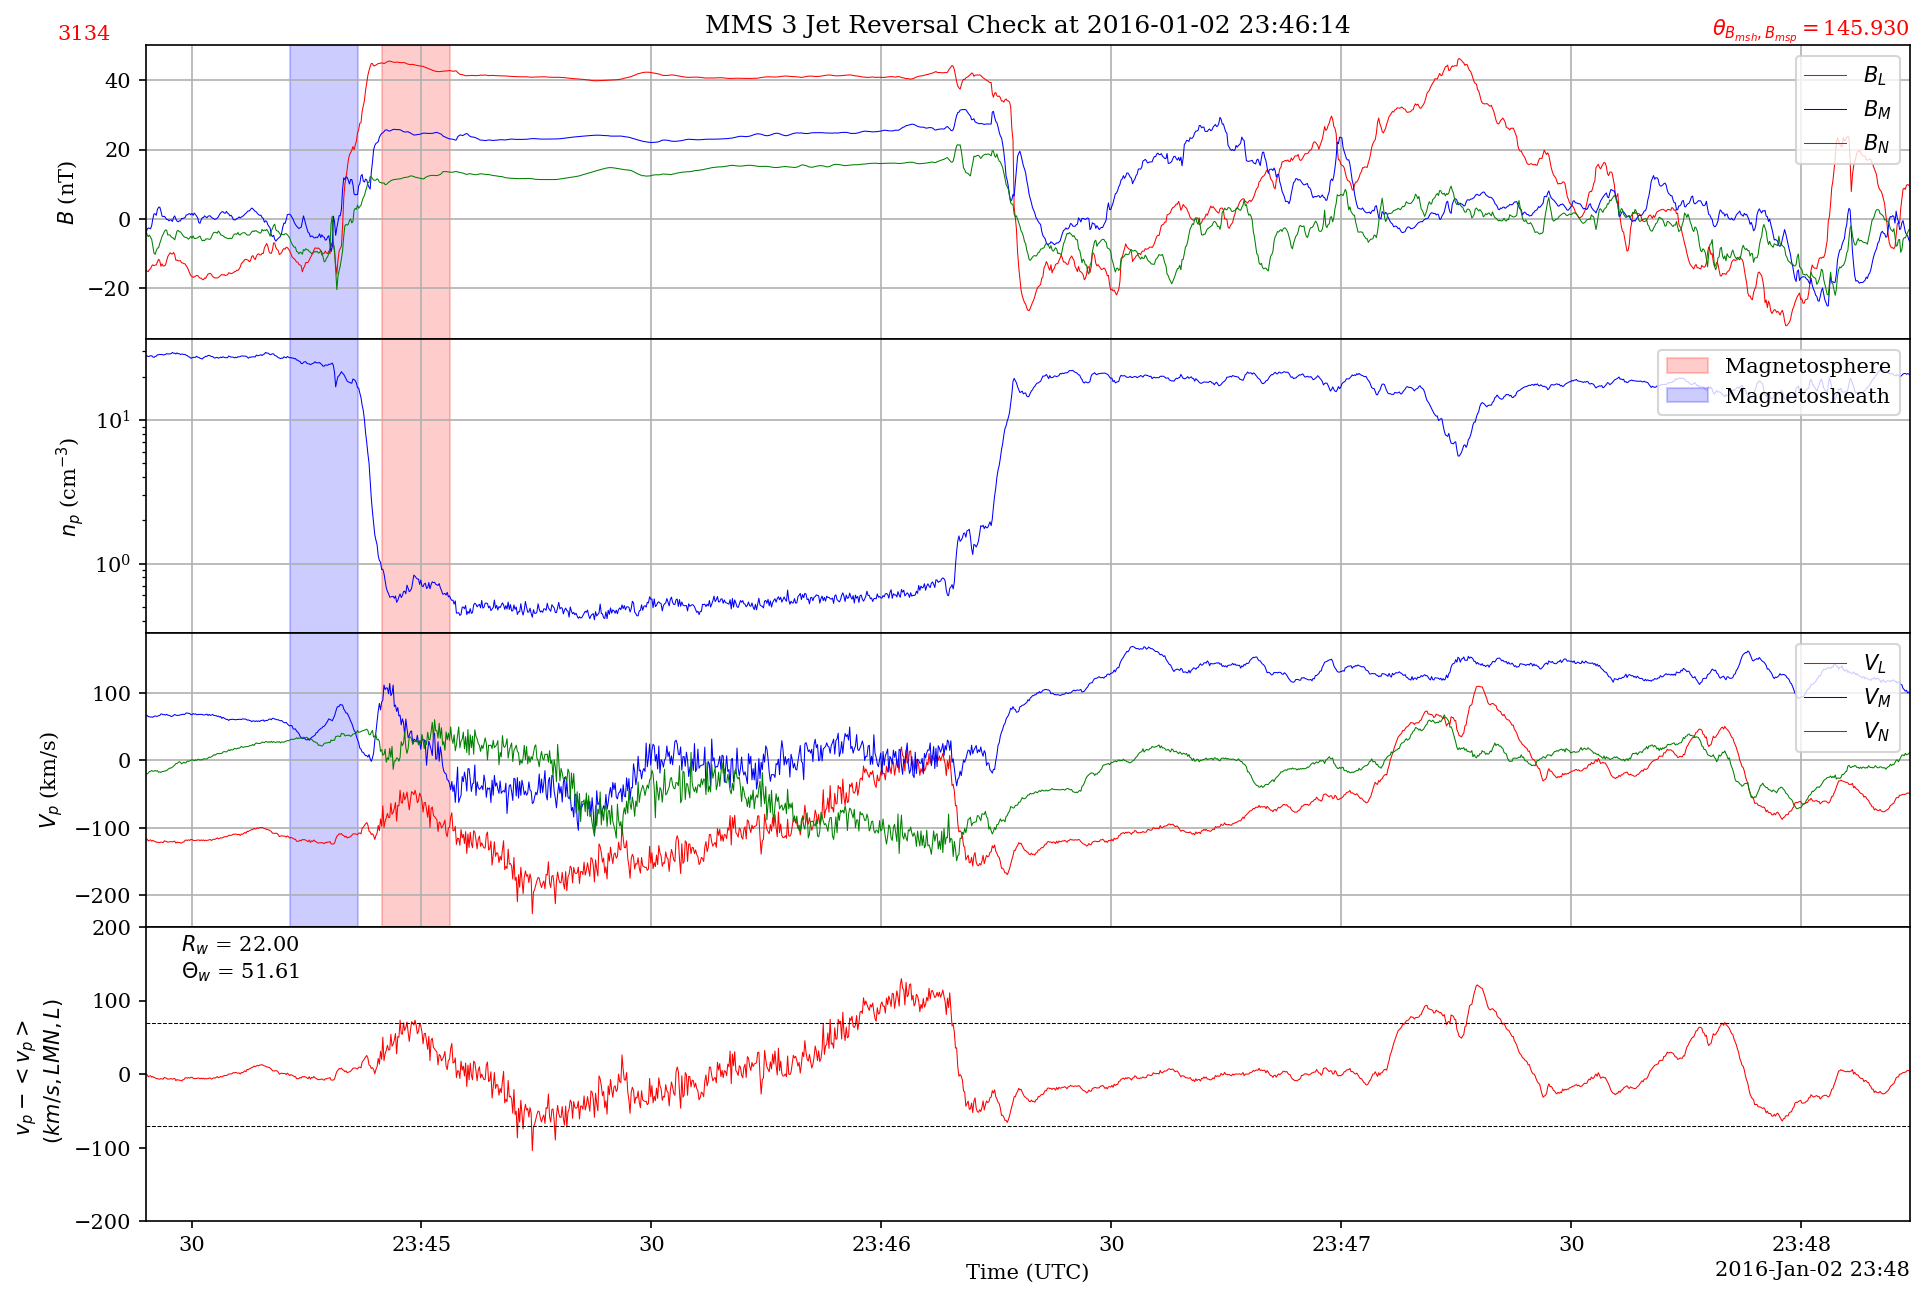 MMS 3 Jet Reversal Check at 2016-01-02 23:46:14
3134
θ_{B_{msh}, B_{msp}} = 145.930
40
20
0
−20
B (nT)
B_L
B_M
B_N
10^1
10^0
n_p (cm^{−3})
Magnetosphere
Magnetosheath
100
0
−100
−200
V_p (km/s)
V_L
V_M
V_N
200
100
0
−100
−200
v_p − < v_p >
(km/s, LMN, L)
R_w = 22.00
Θ_w = 51.61
30 23:45 30 23:46 30 23:47 30 23:48
Time (UTC)
2016-Jan-02 23:48